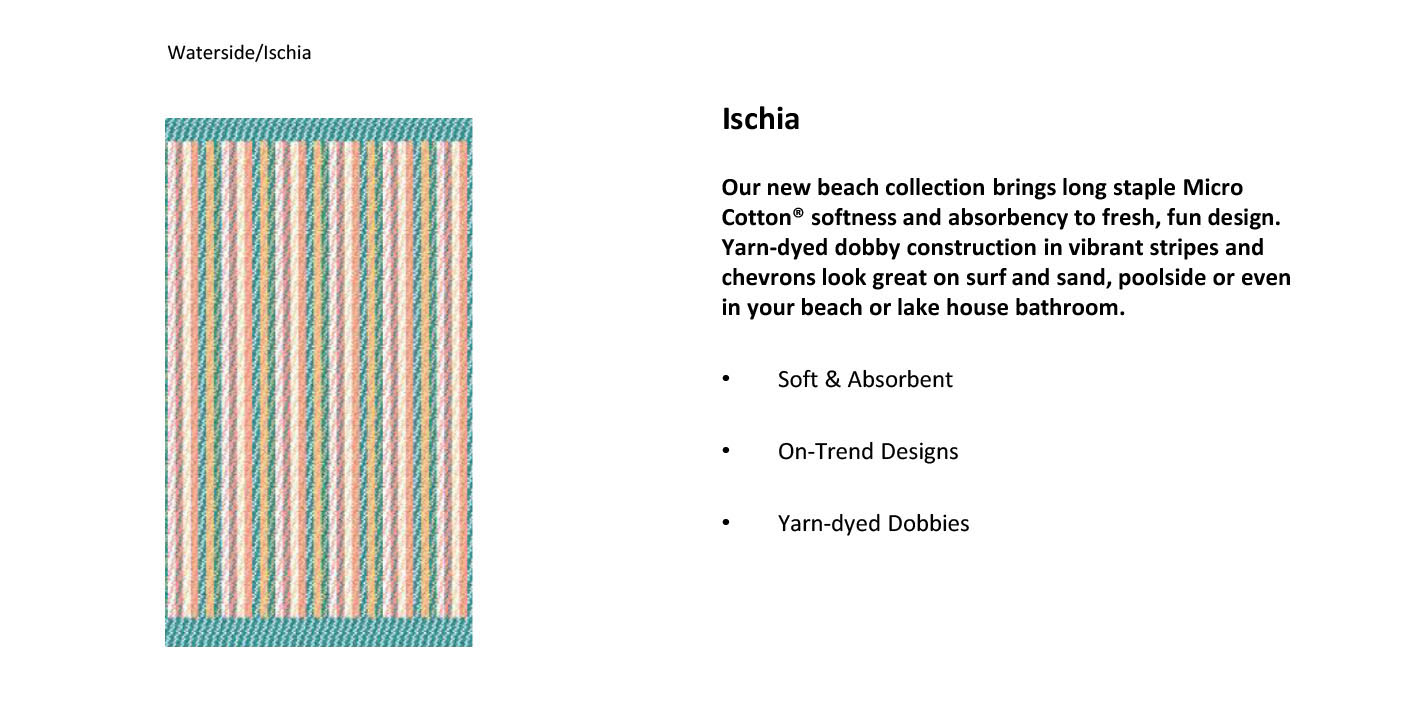 Waterside/Ischia
Ischia
Our new beach collection brings long staple Micro
Cotton® softness and absorbency to fresh, fun design.
Yarn-dyed dobby construction in vibrant stripes and
chevrons look great on surf and sand, poolside or even
in your beach or lake house bathroom.
• Soft & Absorbent
• On-Trend Designs
• Yarn-dyed Dobbies